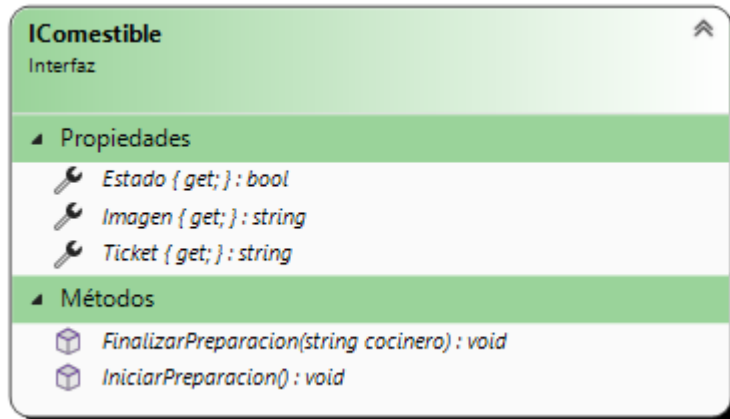 IComestible
Interfaz
Propiedades
Estado { get; } : bool
Imagen { get; } : string
Ticket { get; } : string
Métodos
FinalizarPreparacion(string cocinero) : void
IniciarPreparacion() : void